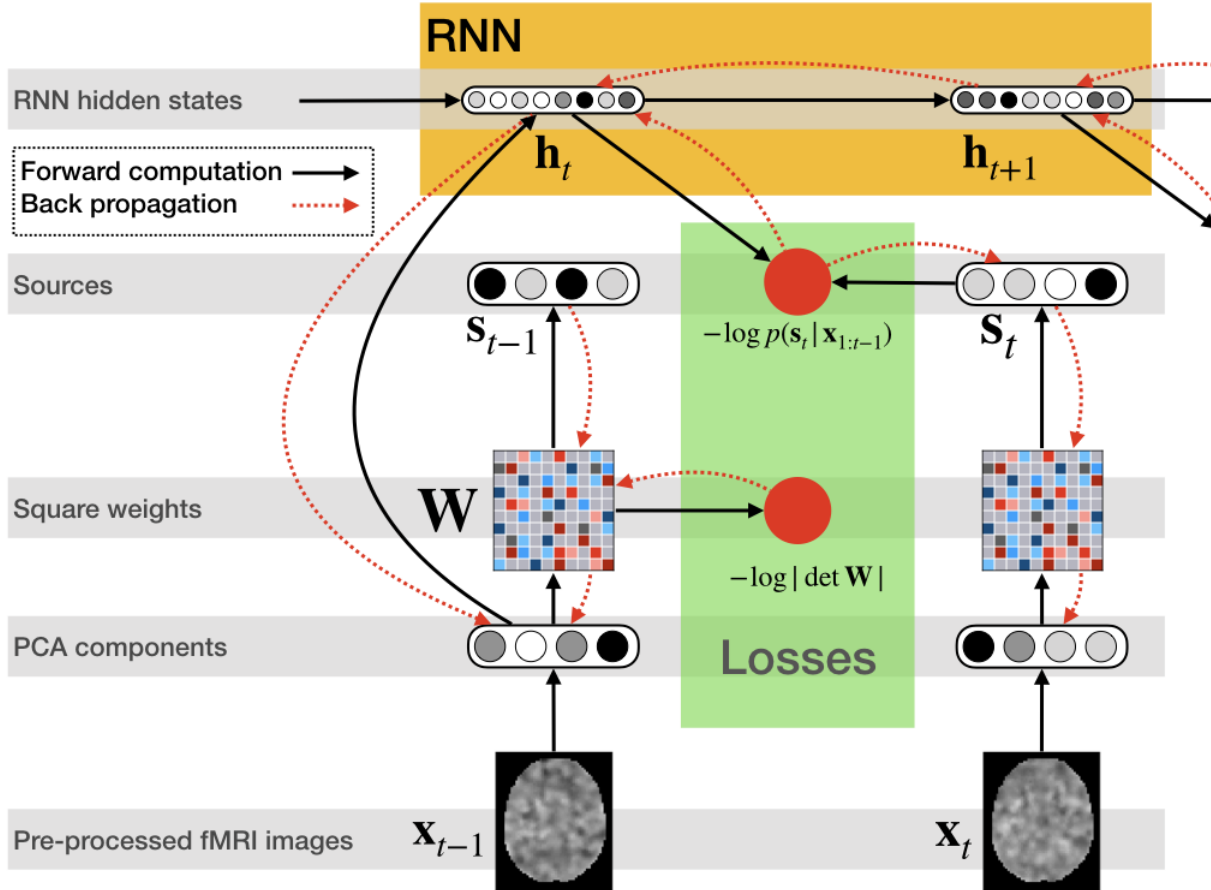 RNN
RNN hidden states
h_t
h_{t+1}
Forward computation
Back propagation
Sources
s_{t−1}
−log p(s_t | x_{1:t−1})
s_t
Square weights
W
−log | det W |
PCA components
Losses
Pre-processed fMRI images
x_{t−1}
x_t